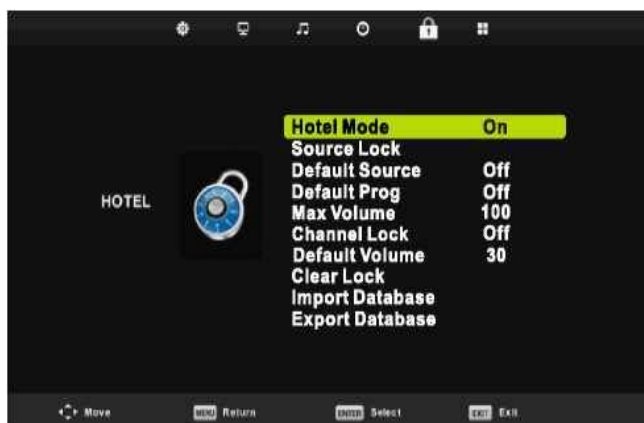 HOTEL
Hotel Mode On
Source Lock
Default Source Off
Default Prog Off
Max Volume 100
Channel Lock Off
Default Volume 30
Clear Lock
Import Database
Export Database
Move MENU Return ENTER Select EXIT Exit